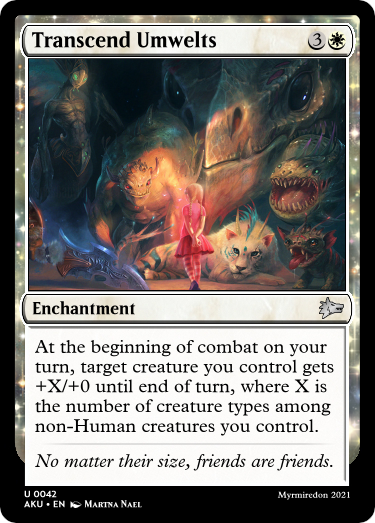 Transcend Umwelts 3
Enchantment
At the beginning of combat on your
turn, target creature you control gets
+X/+0 until end of turn, where X is
the number of creature types among
non-Human creatures you control.
No matter their size, friends are friends.
U 0042
AKU • EN Martna Nael
Myrmiredon 2021